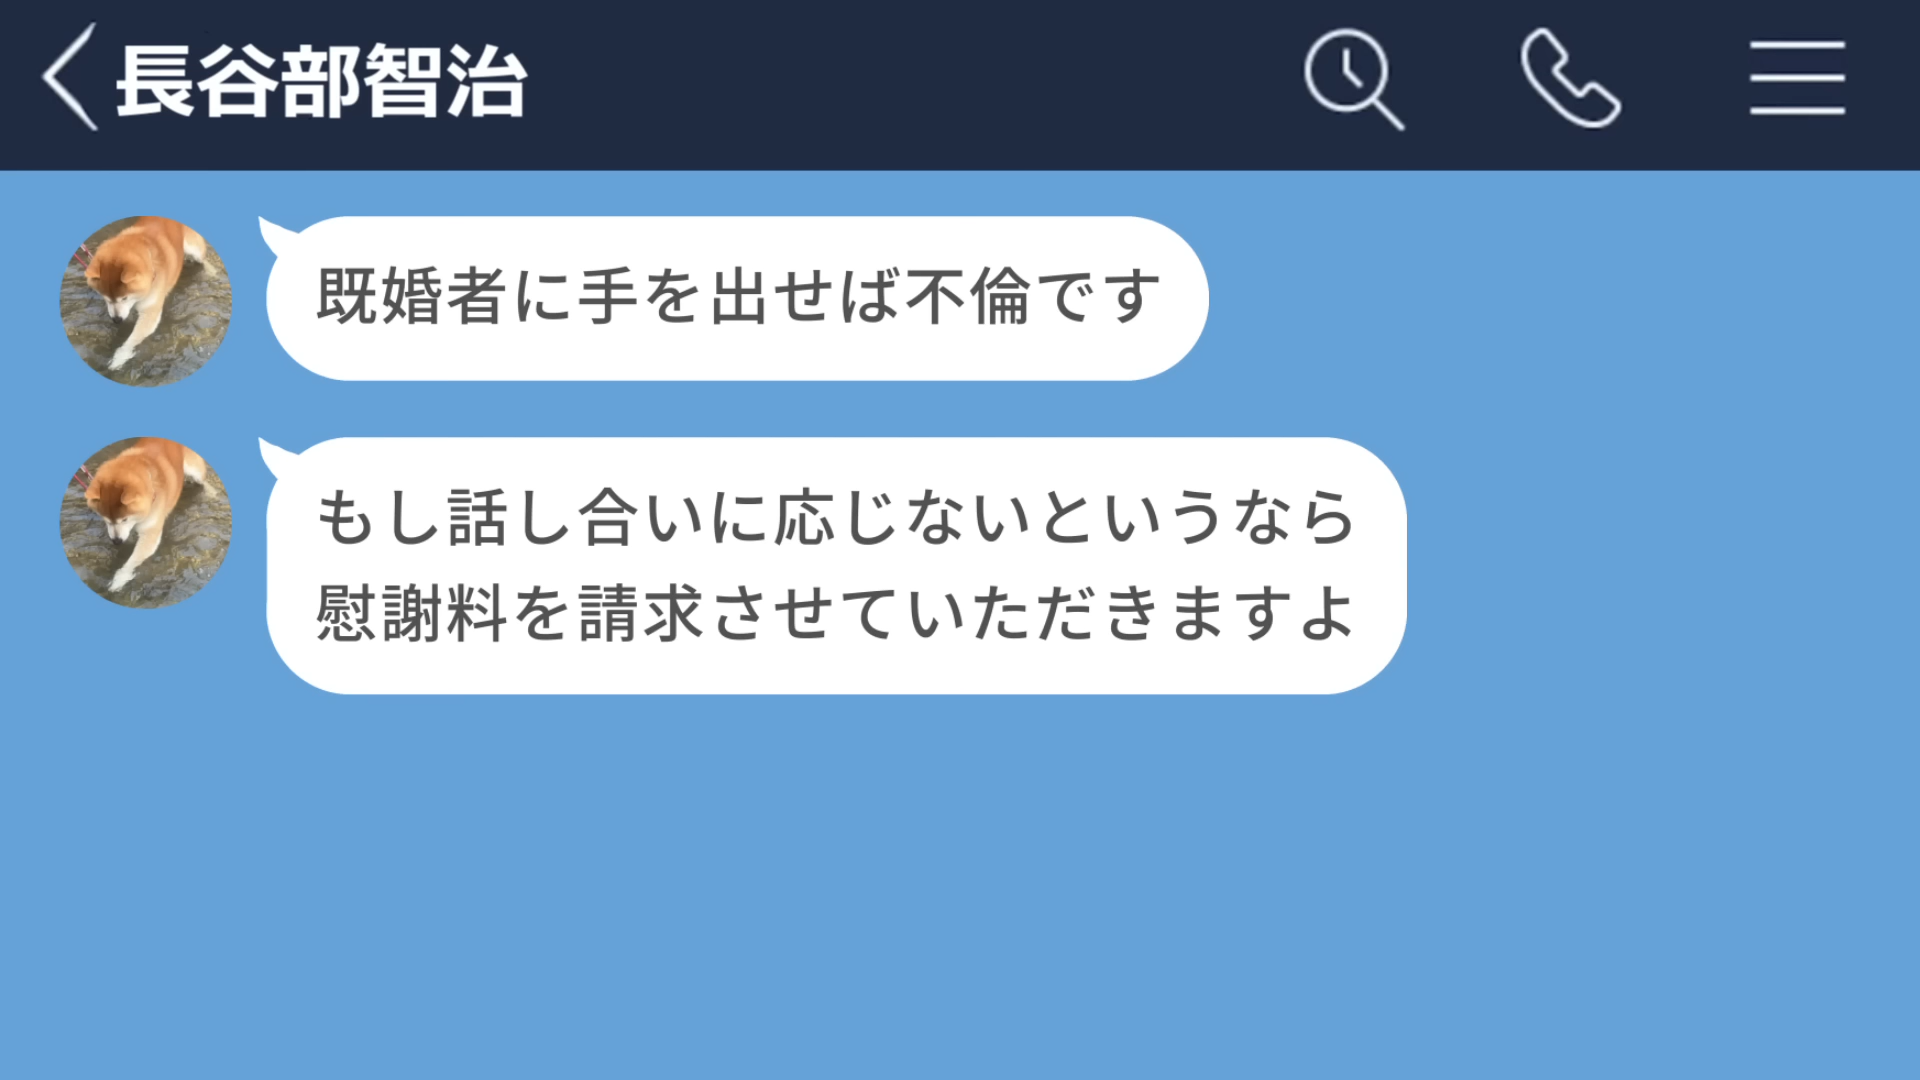 長谷部智治
既婚者に手を出せば不倫です
もし話し合いに応じないというなら
慰謝料を請求させていただきますよ